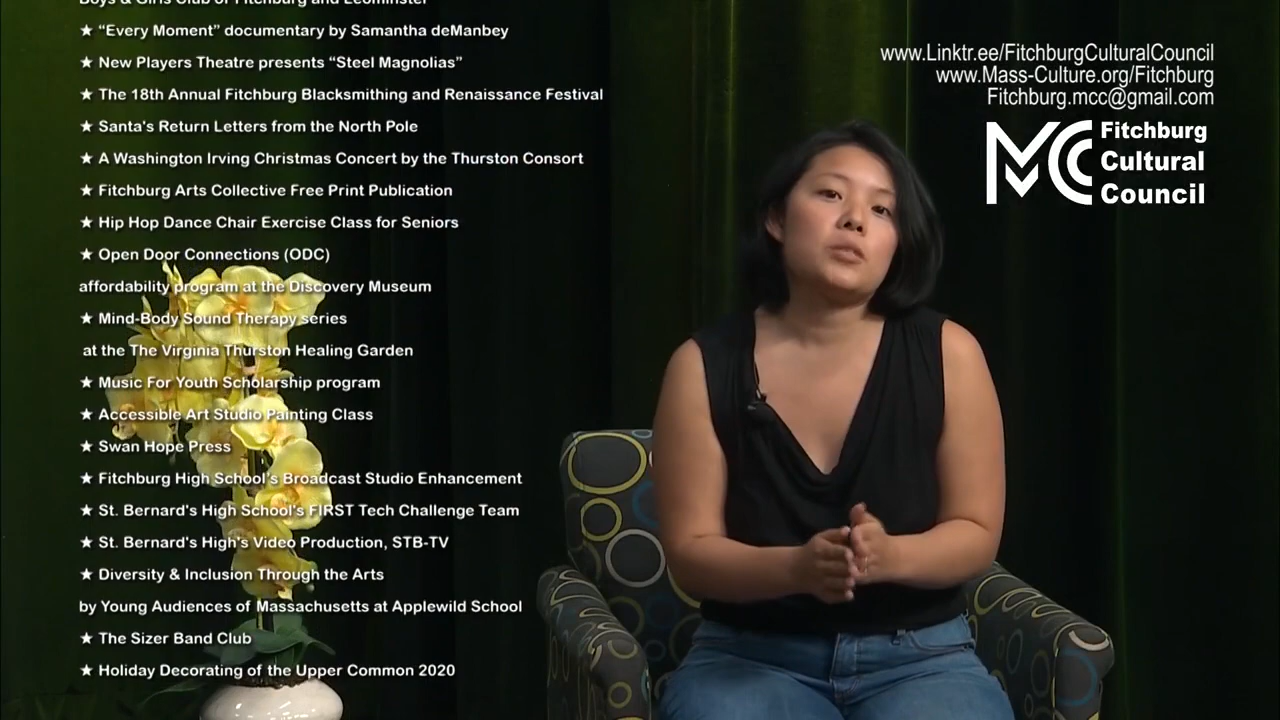 Boys & Girls Club of Fitchburg and Leominster
★ “Every Moment” documentary by Samantha deManbey
★ New Players Theatre presents “Steel Magnolias”
★ The 18th Annual Fitchburg Blacksmithing and Renaissance Festival
★ Santa's Return Letters from the North Pole
★ A Washington Irving Christmas Concert by the Thurston Consort
★ Fitchburg Arts Collective Free Print Publication
★ Hip Hop Dance Chair Exercise Class for Seniors
★ Open Door Connections (ODC)
affordability program at the Discovery Museum
★ Mind-Body Sound Therapy series
at the The Virginia Thurston Healing Garden
★ Music For Youth Scholarship program
★ Accessible Art Studio Painting Class
★ Swan Hope Press
★ Fitchburg High School's Broadcast Studio Enhancement
★ St. Bernard's High School's FIRST Tech Challenge Team
★ St. Bernard's High's Video Production, STB-TV
★ Diversity & Inclusion Through the Arts
by Young Audiences of Massachusetts at Applewild School
★ The Sizer Band Club
★ Holiday Decorating of the Upper Common 2020
www.Linktr.ee/FitchburgCulturalCouncil
www.Mass-Culture.org/Fitchburg
Fitchburg.mcc@gmail.com
MCC
Fitchburg
Cultural
Council